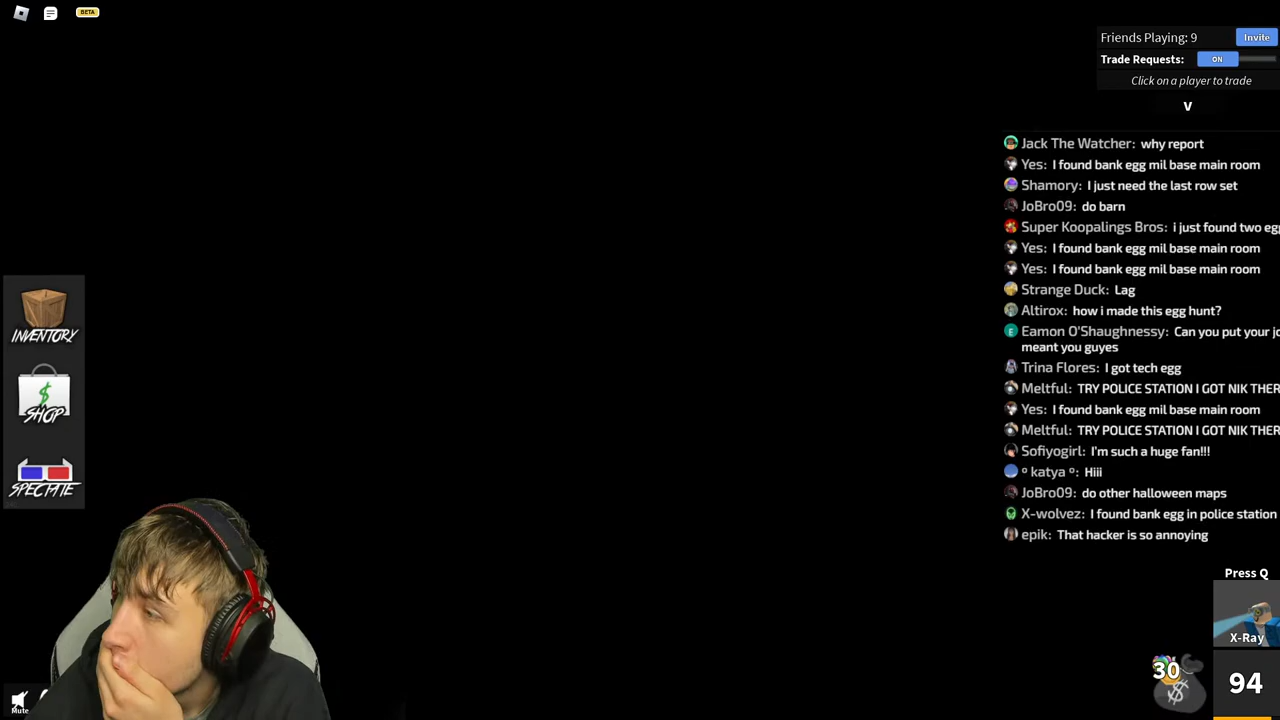 BETA
Friends Playing: 9
Invite
Trade Requests:
ON
Click on a player to trade
V
Jack The Watcher: why report
Yes: I found bank egg mil base main room
Shamory: I just need the last row set
JoBro09: do barn
Super Koopalings Bros: i just found two eg
Yes: I found bank egg mil base main room
Yes: I found bank egg mil base main room
Strange Duck: Lag
Altirox: how i made this egg hunt?
E
Eamon O'Shaughnessy: Can you put your jo
meant you guyes
Trina Flores: I got tech egg
Meltful: TRY POLICE STATION I GOT NIK THER
Yes: I found bank egg mil base main room
Meltful: TRY POLICE STATION I GOT NIK THER
Sofiyogirl: I'm such a huge fan!!!
º katya º: Hiii
JoBro09: do other halloween maps
X-wolvez: I found bank egg in police station
epik: That hacker is so annoying
INVENTORY
$
SHOP
SPECTATE
Press Q
X-Ray
30
$
94
Mute